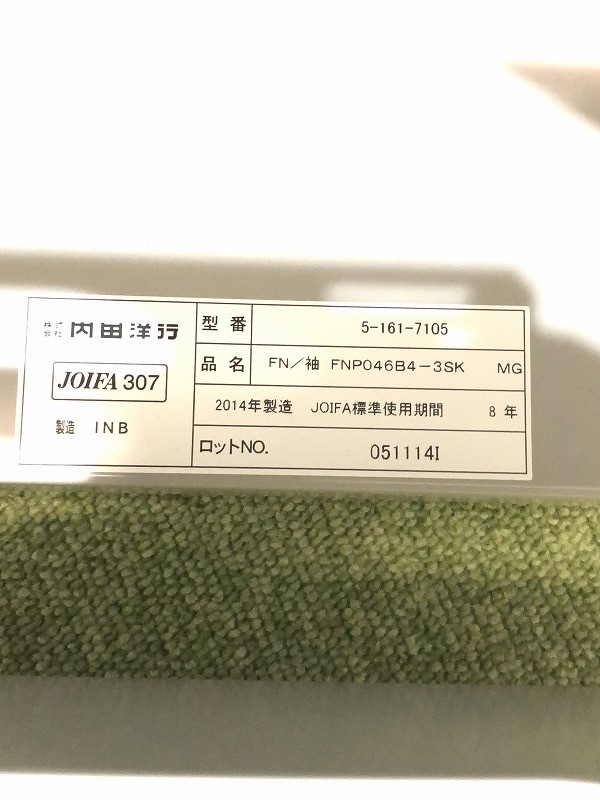 株式会社 内田洋行
JOIFA 307
製造 INB
型番 5-161-7105
品名 FN／袖 FNP046B4-3SK MG
2014年製造 JOIFA標準使用期間 8年
ロットNO. 051114I